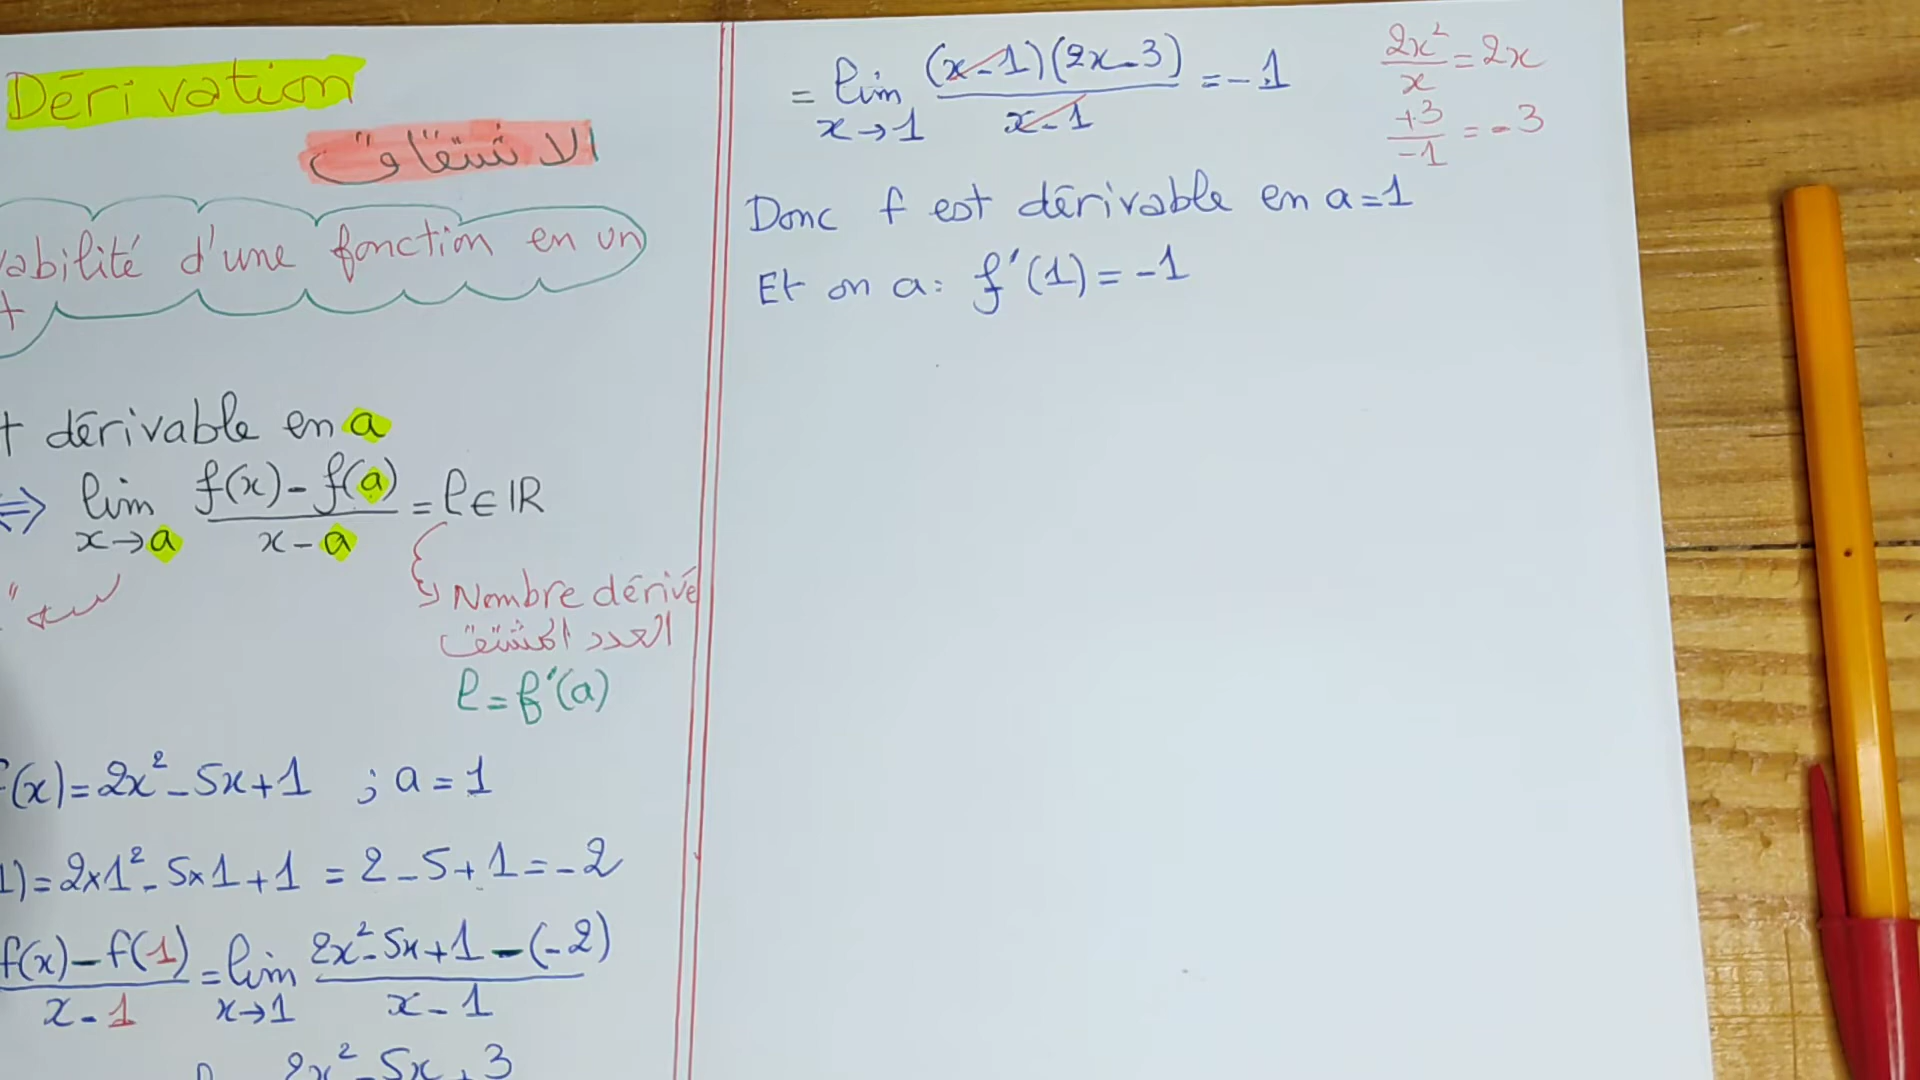 Dérivation
الاشتقاق
abilité d'une fonction en un
t dérivable en a
⇔ lim x→a (f(x) - f(a))/(x - a) = l ∈ IR
Nombre dérivé
العدد المشتق
l = f'(a)
f(x) = 2x² - 5x + 1 ; a = 1
1) = 2×1² - 5×1 + 1 = 2 - 5 + 1 = -2
(f(x) - f(1))/(x - 1) = lim x→1 (2x² - 5x + 1 - (-2))/(x - 1)
2x² - 5x + 3
= lim x→1 ((x - 1)(2x - 3))/(x - 1) = -1
2x²/x = 2x
+3/-1 = -3
Donc f est dérivable en a = 1
Et on a : f'(1) = -1